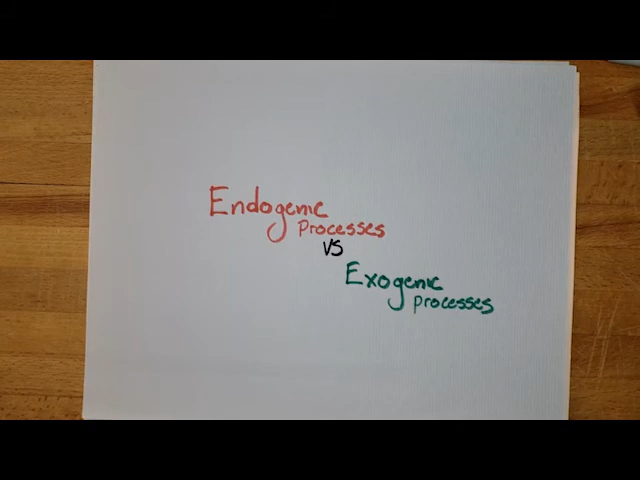 Endogenic
Processes
VS
Exogenic
processes